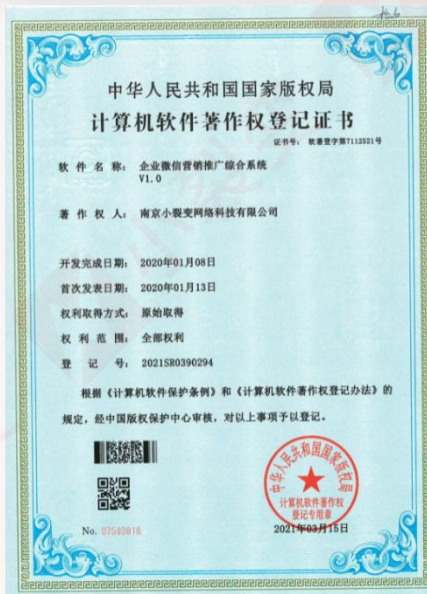 中华人民共和国国家版权局
计算机软件著作权登记证书
证书号： 软著登字第7112521号
软件名称： 企业微信营销推广综合系统
V1.0
著作权人： 南京小裂变网络科技有限公司
开发完成日期： 2020年01月08日
首次发表日期： 2020年01月13日
权利取得方式： 原始取得
权利范围： 全部权利
登记号： 2021SR0390294
根据《计算机软件保护条例》和《计算机软件著作权登记办法》的
规定，经中国版权保护中心审核，对以上事项予以登记。
中华人民共和国国家版权局
计算机软件著作权
登记专用章
No. 07593816
2021年03月15日